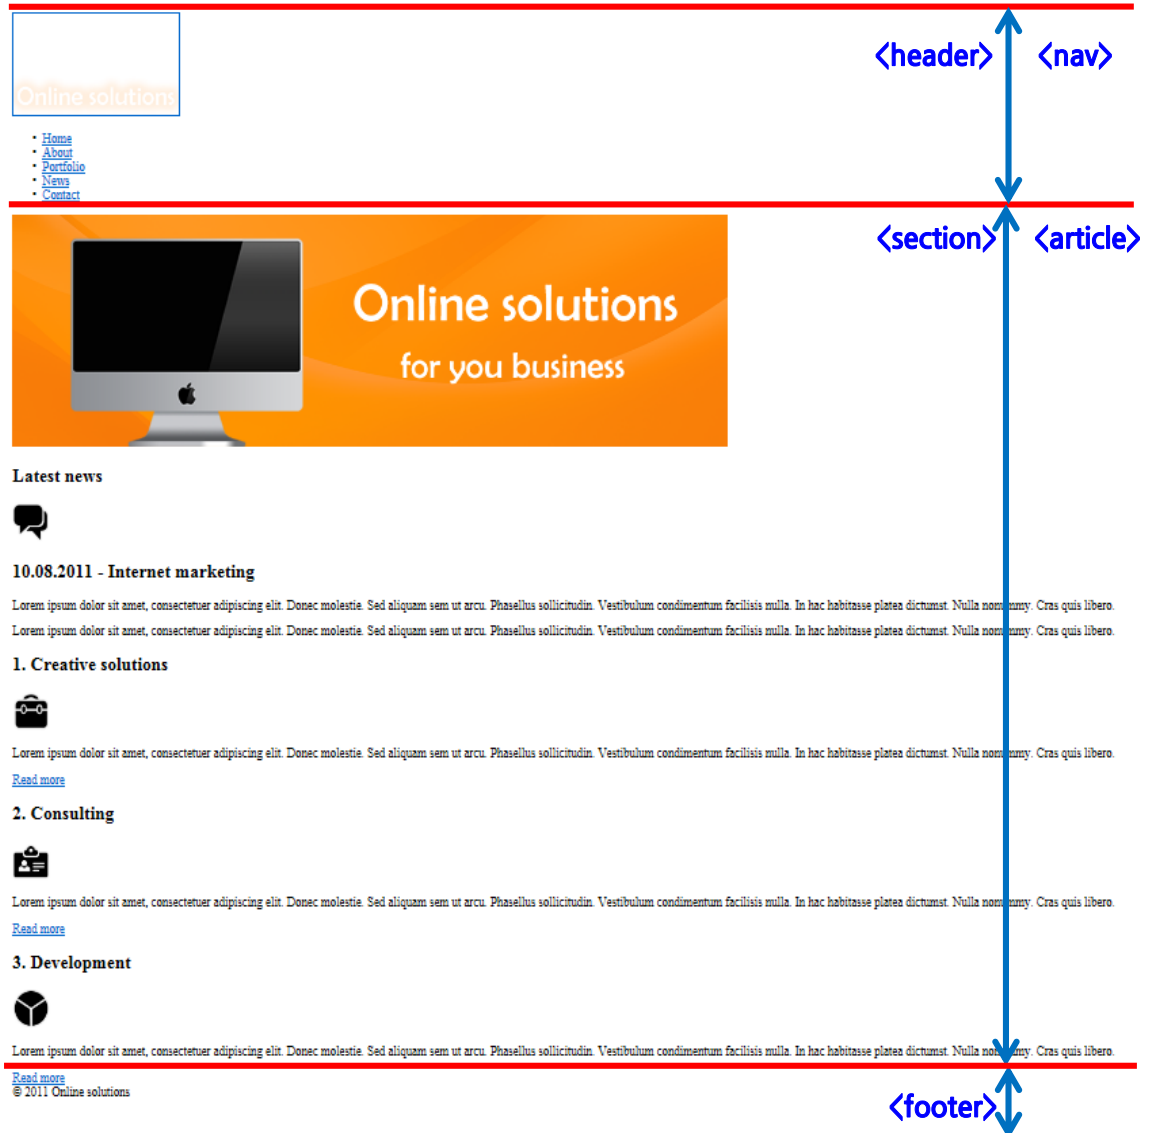 <header> <nav>
Online solutions
• Home
• About
• Portfolio
• News
• Contact
<section> <article>
Online solutions
for you business
Latest news
10.08.2011 - Internet marketing
Lorem ipsum dolor sit amet, consectetuer adipiscing elit. Donec molestie. Sed aliquam sem ut arcu. Phasellus sollicitudin. Vestibulum condimentum facilisis nulla. In hac habitasse platea dictumst. Nulla nonummy. Cras quis libero.
Lorem ipsum dolor sit amet, consectetuer adipiscing elit. Donec molestie. Sed aliquam sem ut arcu. Phasellus sollicitudin. Vestibulum condimentum facilisis nulla. In hac habitasse platea dictumst. Nulla nonummy. Cras quis libero.
1. Creative solutions
Lorem ipsum dolor sit amet, consectetuer adipiscing elit. Donec molestie. Sed aliquam sem ut arcu. Phasellus sollicitudin. Vestibulum condimentum facilisis nulla. In hac habitasse platea dictumst. Nulla nonummy. Cras quis libero.
Read more
2. Consulting
Lorem ipsum dolor sit amet, consectetuer adipiscing elit. Donec molestie. Sed aliquam sem ut arcu. Phasellus sollicitudin. Vestibulum condimentum facilisis nulla. In hac habitasse platea dictumst. Nulla nonummy. Cras quis libero.
Read more
3. Development
Lorem ipsum dolor sit amet, consectetuer adipiscing elit. Donec molestie. Sed aliquam sem ut arcu. Phasellus sollicitudin. Vestibulum condimentum facilisis nulla. In hac habitasse platea dictumst. Nulla nonummy. Cras quis libero.
Read more
© 2011 Online solutions
<footer>